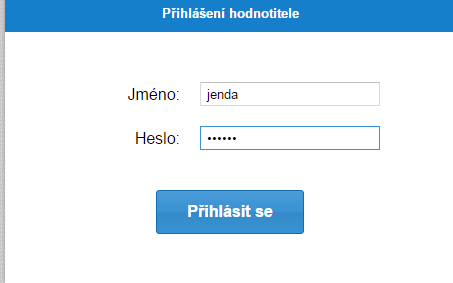 Přihlášení hodnotitele
Jméno: jenda
Heslo: ••••••
Přihlásit se